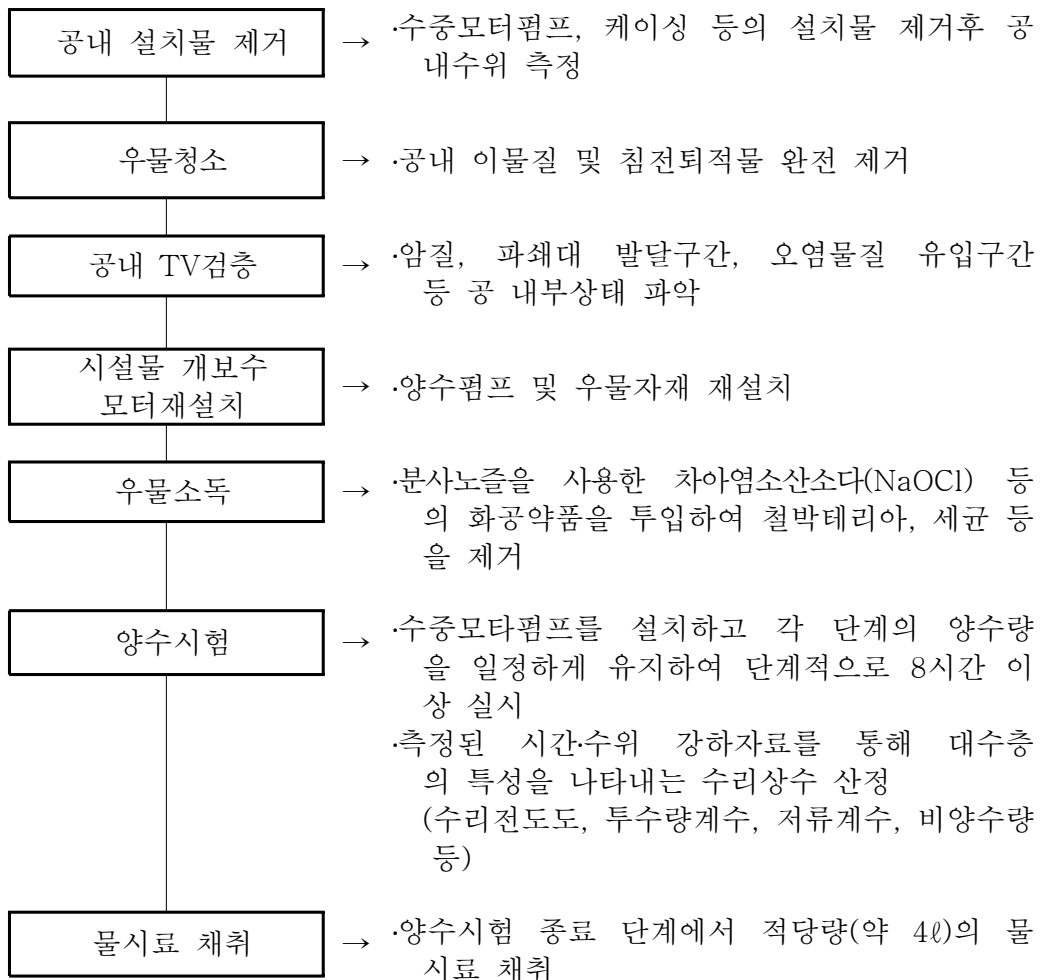 공내 설치물 제거
→ ·수중모터펌프, 케이싱 등의 설치물 제거후 공
내수위 측정
우물청소
→ ·공내 이물질 및 침전퇴적물 완전 제거
공내 TV검층
→ ·암질, 파쇄대 발달구간, 오염물질 유입구간
등 공 내부상태 파악
시설물 개보수
모터재설치
→ ·양수펌프 및 우물자재 재설치
우물소독
→ ·분사노즐을 사용한 차아염소산소다(NaOCl) 등
의 화공약품을 투입하여 철박테리아, 세균 등
을 제거
양수시험
→ ·수중모타펌프를 설치하고 각 단계의 양수량
을 일정하게 유지하여 단계적으로 8시간 이
상 실시
·측정된 시간·수위 강하자료를 통해 대수층
의 특성을 나타내는 수리상수 산정
(수리전도도, 투수량계수, 저류계수, 비양수량
등)
물시료 채취
→ ·양수시험 종료 단계에서 적당량(약 4ℓ)의 물
시료 채취